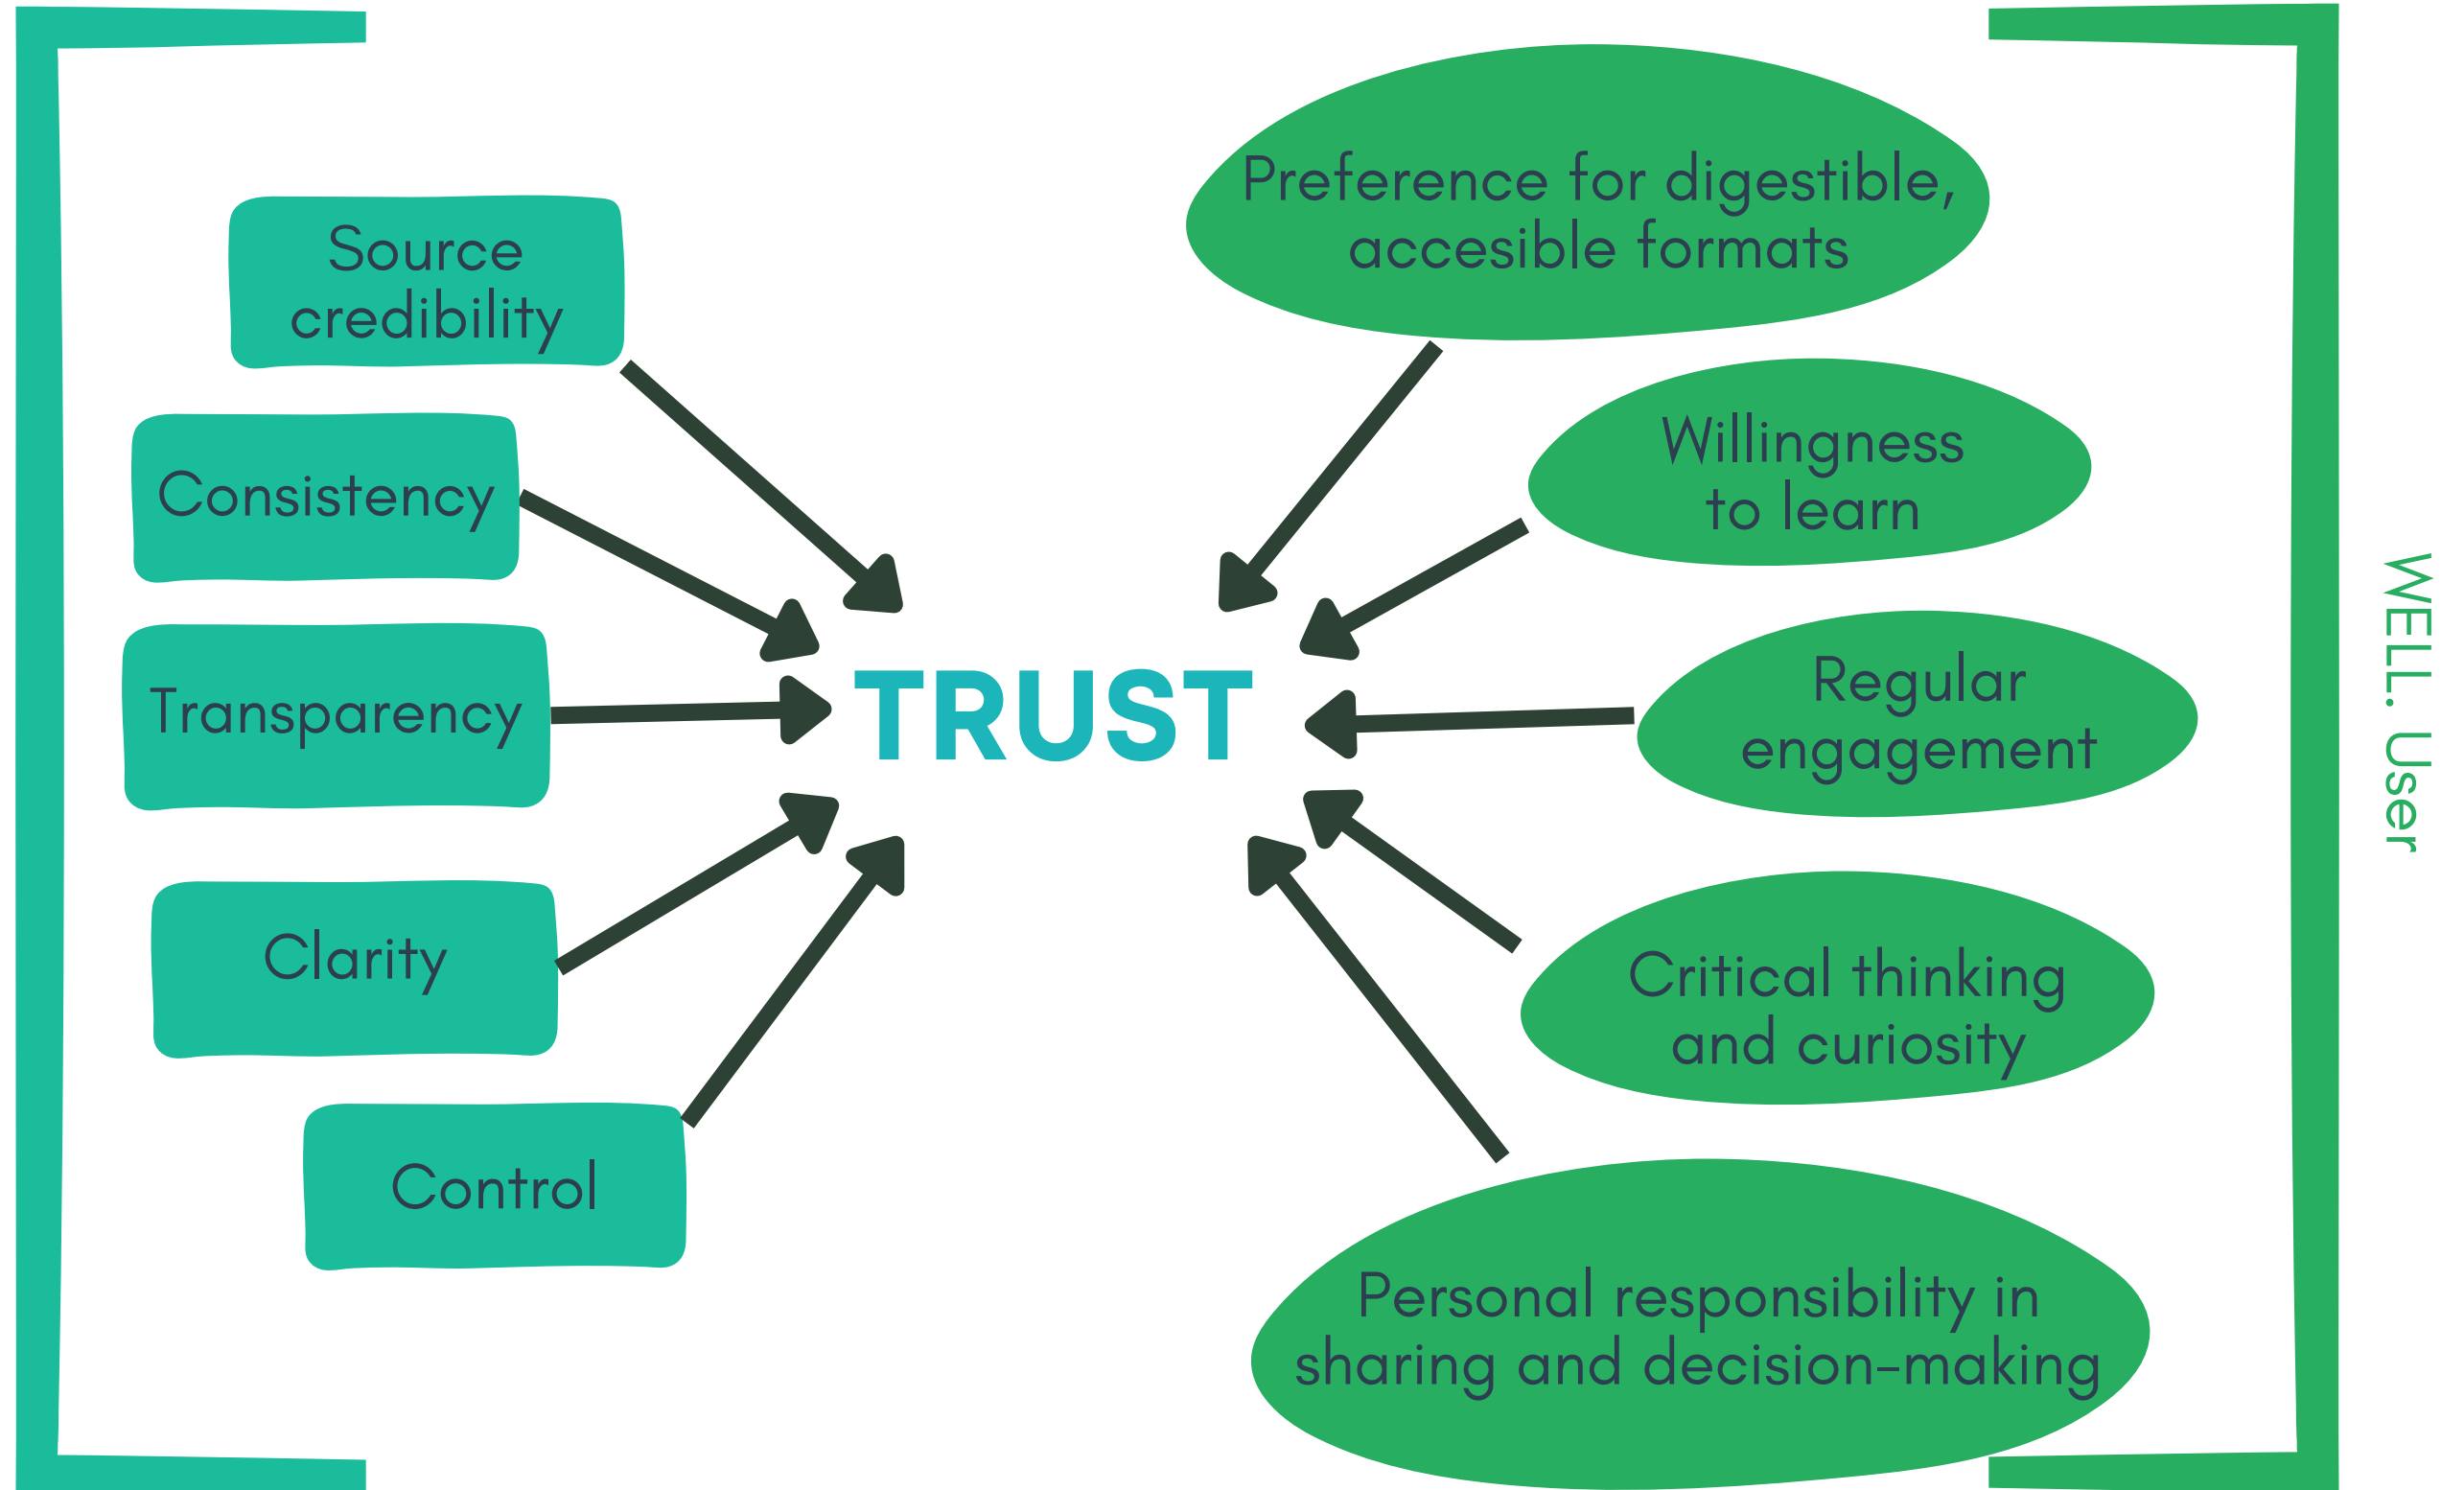 Source
credibility
Consistency
Transparency
Clarity
Control
TRUST
Preference for digestible,
accessible formats
Willingness
to learn
Regular
engagement
Critical thinking
and curiosity
Personal responsibility in
sharing and decision-making
WELL. User